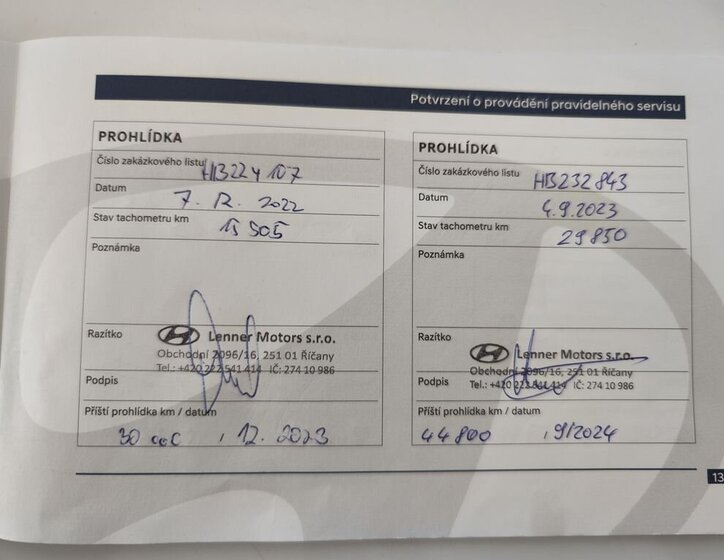 Potvrzení o provádění pravidelného servisu
PROHLÍDKA
Číslo zakázkového listu HB224107
Datum 7. 12. 2022
Stav tachometru km 15 505
Poznámka
Razítko Lenner Motors s.r.o.
Obchodní 2096/16, 251 01 Říčany
Tel.: +420 222 541 414 IČ: 274 10 986
Podpis
Příští prohlídka km / datum
30 000 , 12. 2023
PROHLÍDKA
Číslo zakázkového listu HB232843
Datum 4.9.2023
Stav tachometru km 29850
Poznámka
Razítko Lenner Motors s.r.o.
Obchodní 2096/16, 251 01 Říčany
Podpis Tel.: +420 222 541 414 IČ: 274 10 986
Příští prohlídka km / datum
44800 , 9/2024
13